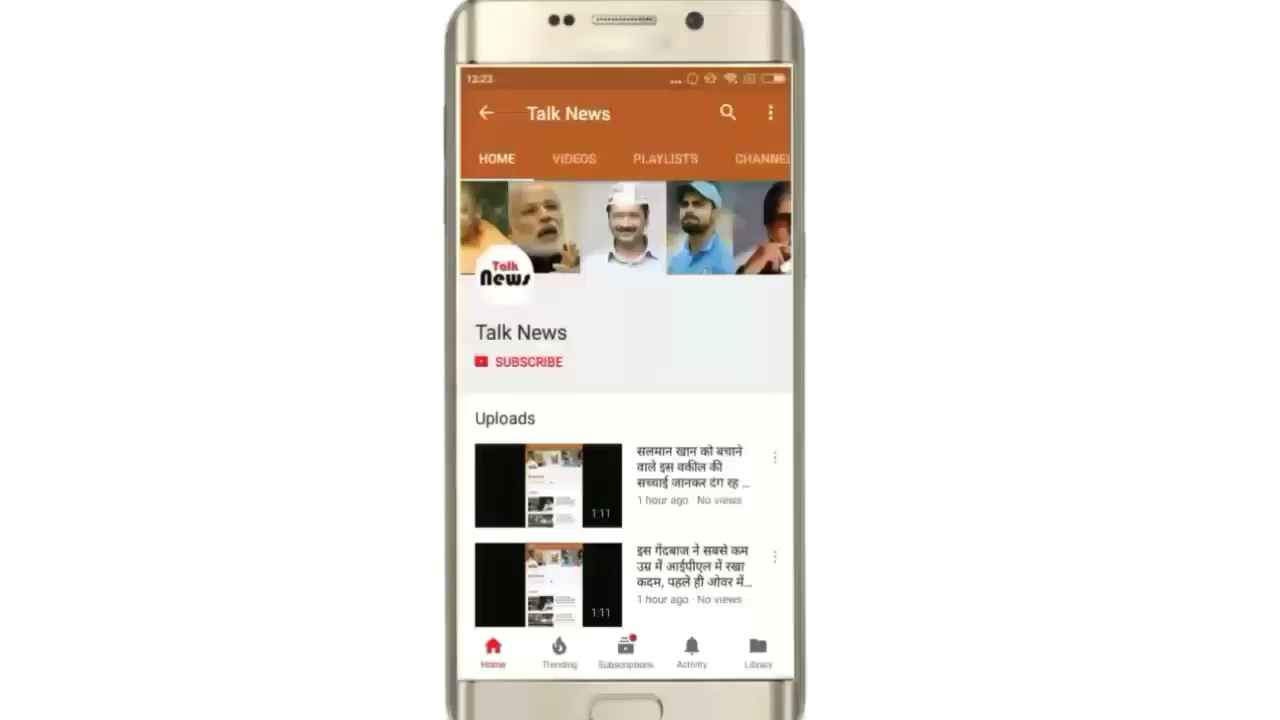 12:23
Talk News
HOME VIDEOS PLAYLISTS CHANNEL
Talk
News
Talk News
SUBSCRIBE
Uploads
सलमान खान को बचाने
वाले इस वकील की
सच्चाई जानकर दंग रह ...
1 hour ago · No views
1:11
इस गेंदबाज ने सबसे कम
उम्र में आईपीएल में रखा
कदम, पहले ही ओवर में...
1 hour ago · No views
1:11
Home Trending Subscriptions Activity Library